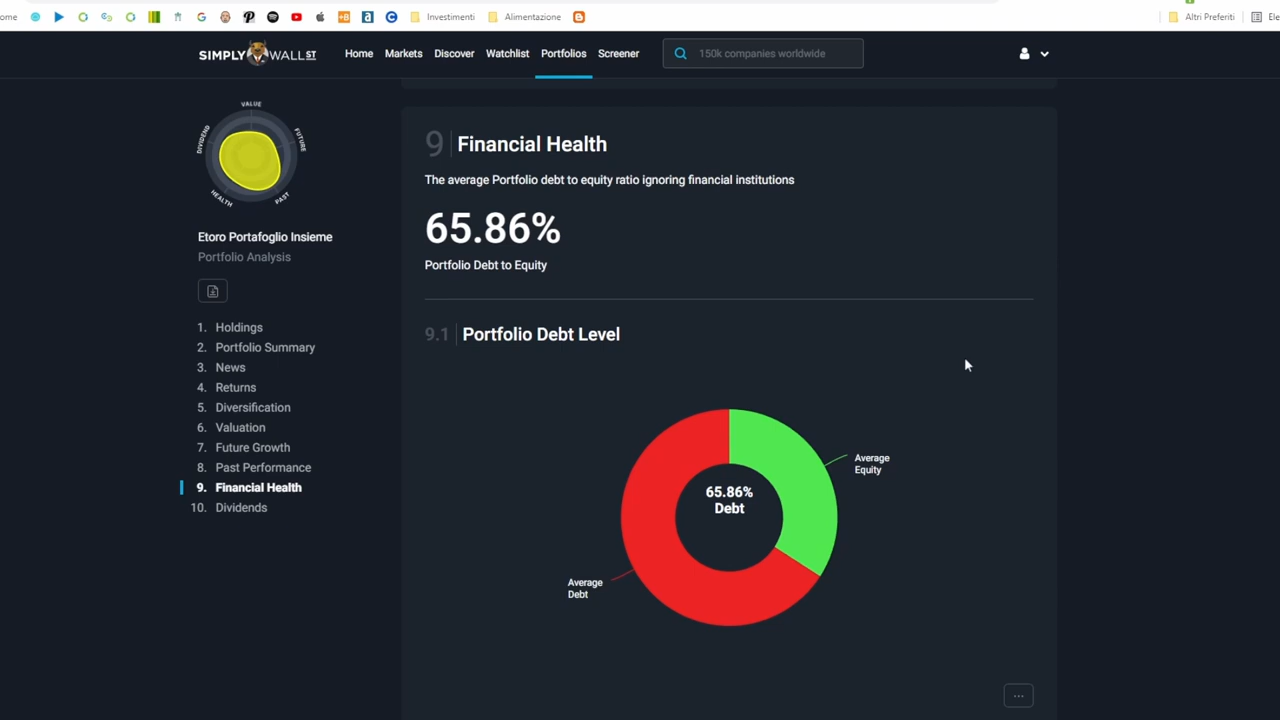 ome
Investimenti
Alimentazione
Altri Preferiti
Ele
SIMPLY WALL ST
Home
Markets
Discover
Watchlist
Portfolios
Screener
150k companies worldwide
VALUE
FUTURE
PAST
HEALTH
DIVIDEND
Etoro Portafoglio Insieme
Portfolio Analysis
1. Holdings
2. Portfolio Summary
3. News
4. Returns
5. Diversification
6. Valuation
7. Future Growth
8. Past Performance
9. Financial Health
10. Dividends
9 Financial Health
The average Portfolio debt to equity ratio ignoring financial institutions
65.86%
Portfolio Debt to Equity
9.1 Portfolio Debt Level
Average
Equity
65.86%
Debt
Average
Debt